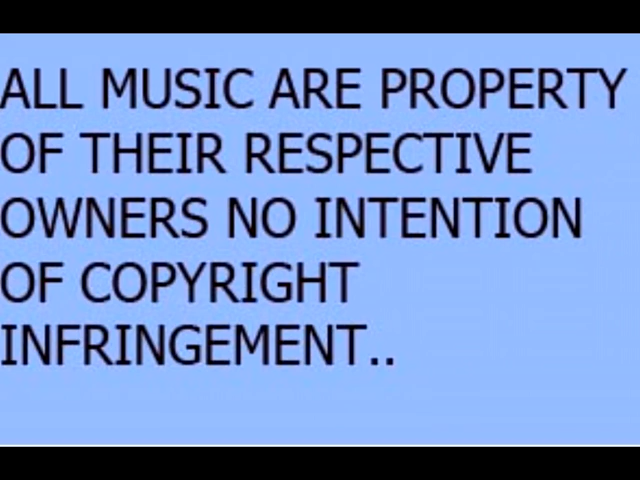 ALL MUSIC ARE PROPERTY
OF THEIR RESPECTIVE
OWNERS NO INTENTION
OF COPYRIGHT
INFRINGEMENT..